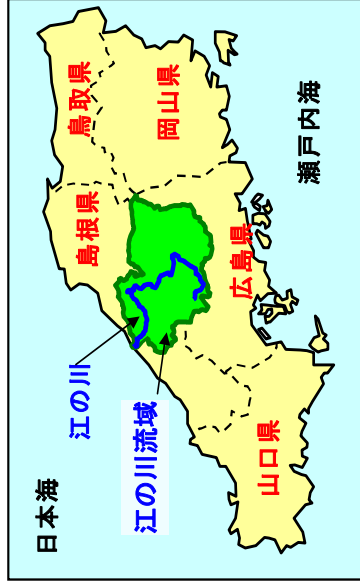 日本海
江の川
江の川流域
島根県
鳥取県
岡山県
広島県
山口県
瀬戸内海